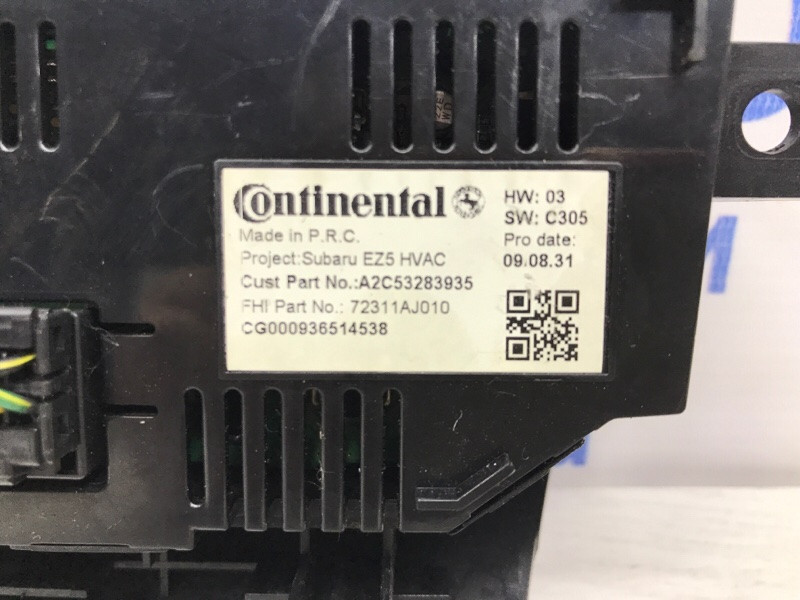 Continental
HW: 03
SW: C305
Made in P.R.C.
Pro date:
Project:Subaru EZ5 HVAC
09.08.31
Cust Part No.:A2C53283935
FHI Part No.: 72311AJ010
CG000936514538